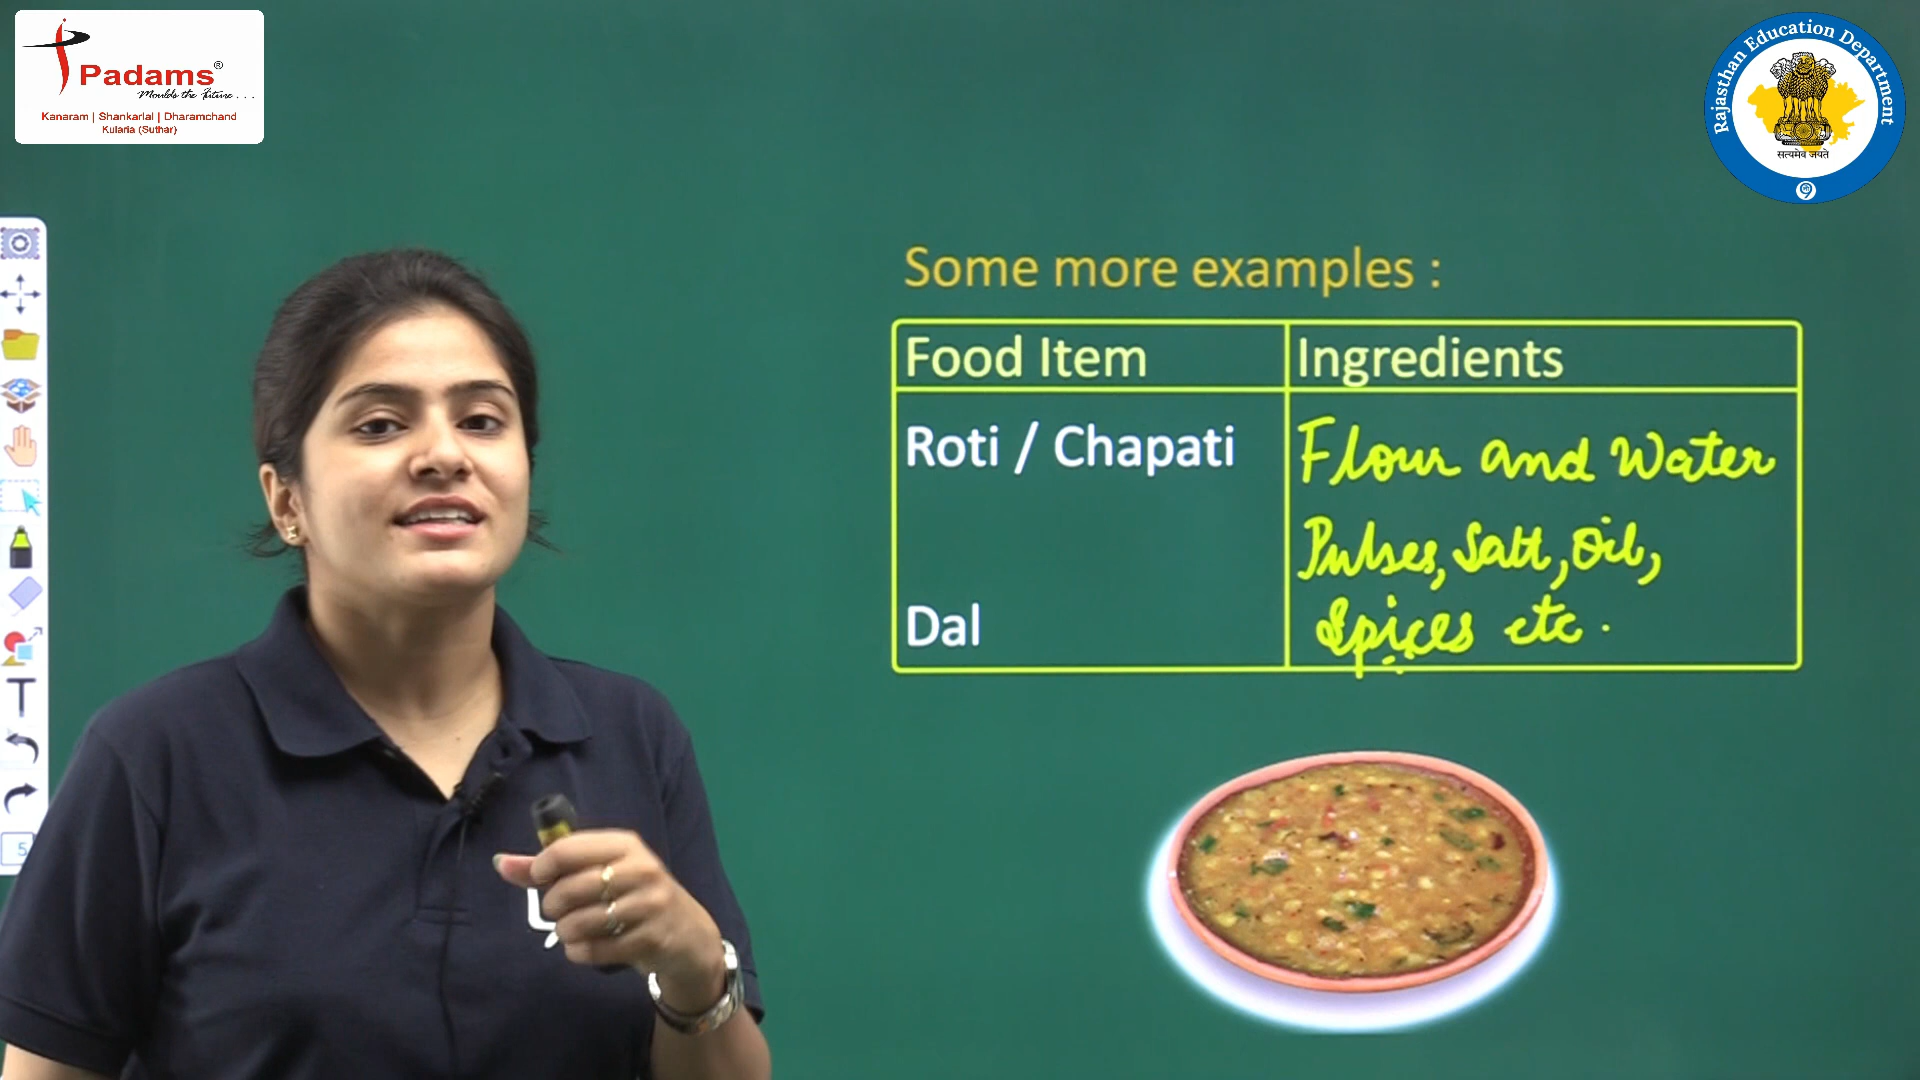 Padams®
Moulds the Future . . .
Kanaram | Shankarlal | Dharamchand
Kularia (Suthar)
Rajasthan Education Department
सत्यमेव जयते
Some more examples :
Food Item Ingredients
Roti / Chapati Flour and Water
Pulses, Salt, Oil,
Dal Spices etc.
T
5